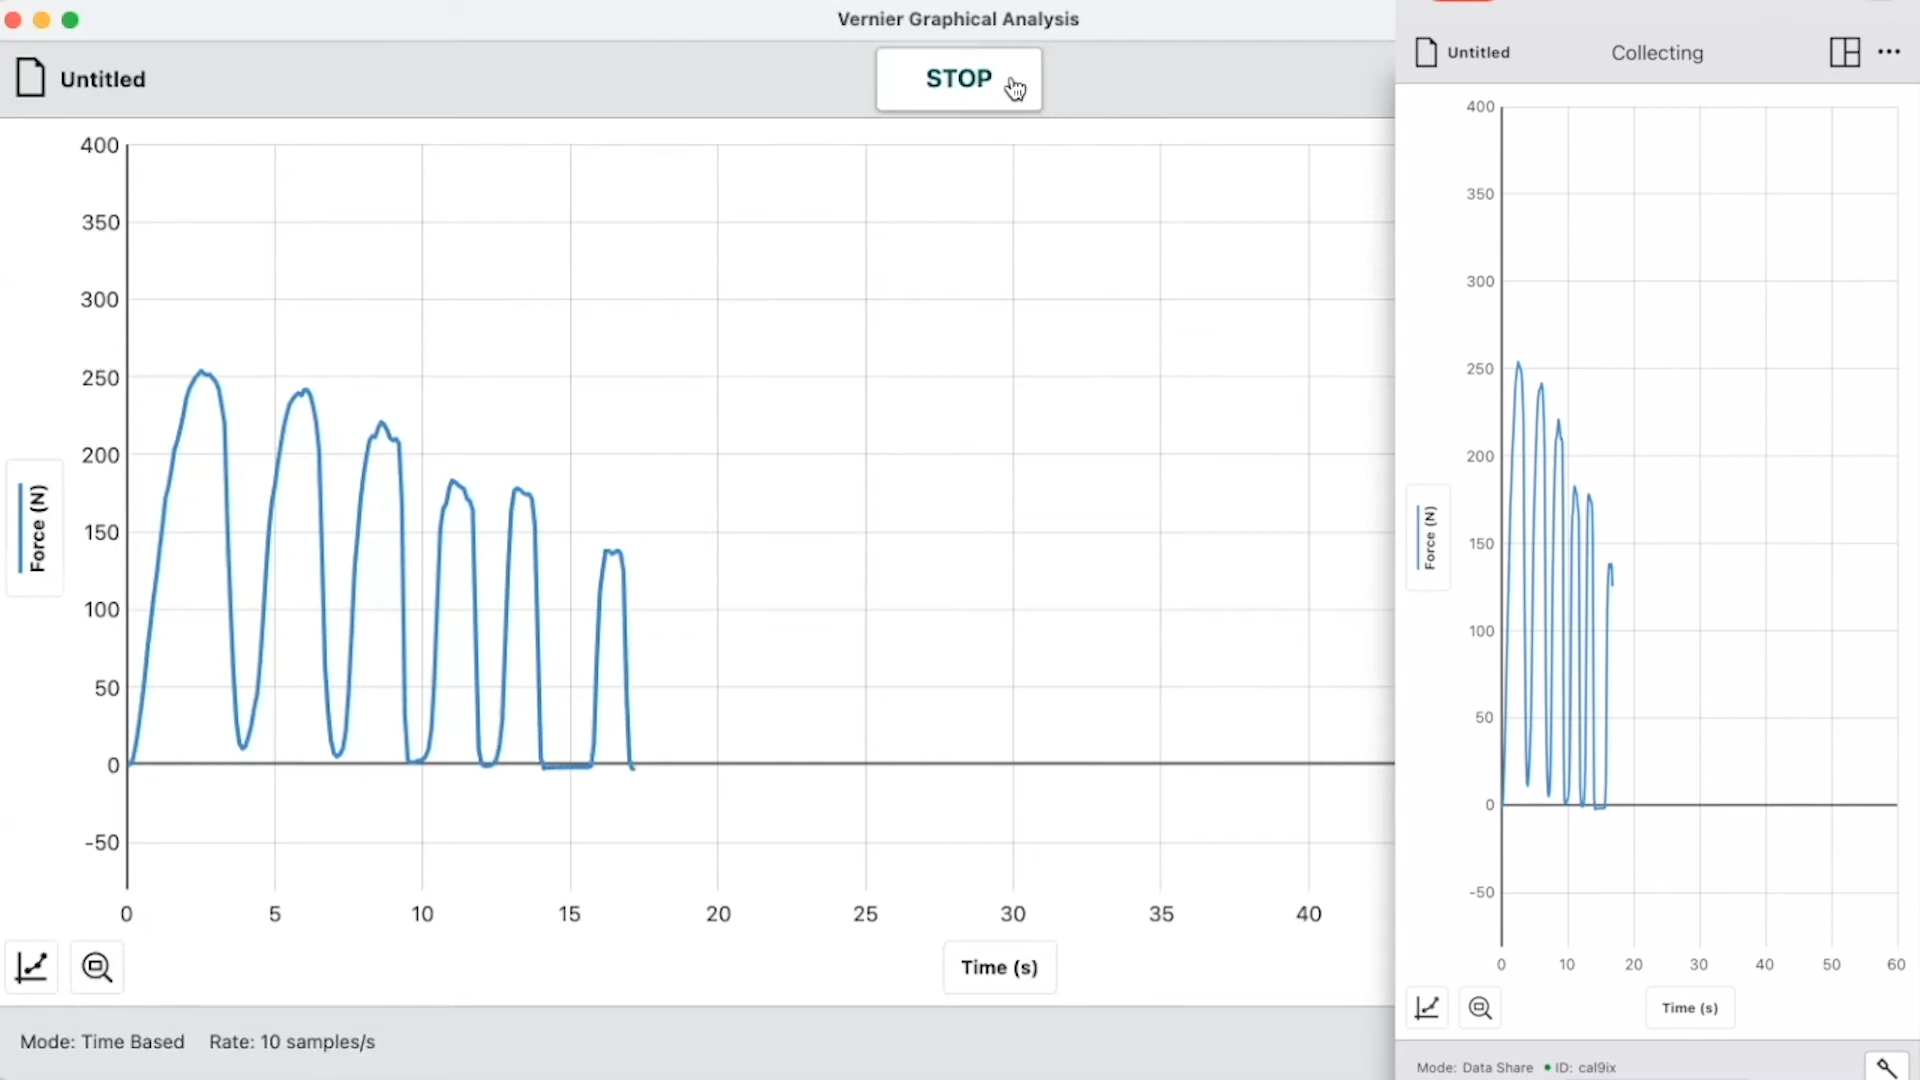 Vernier Graphical Analysis
Untitled
STOP
400
350
300
250
200
150
100
50
0
-50
Force (N)
0 5 10 15 20 25 30 35 40
Time (s)
Mode: Time Based Rate: 10 samples/s
Untitled Collecting
400
350
300
250
200
150
100
50
0
-50
Force (N)
0 10 20 30 40 50 60
Time (s)
Mode: Data Share ID: cal9ix